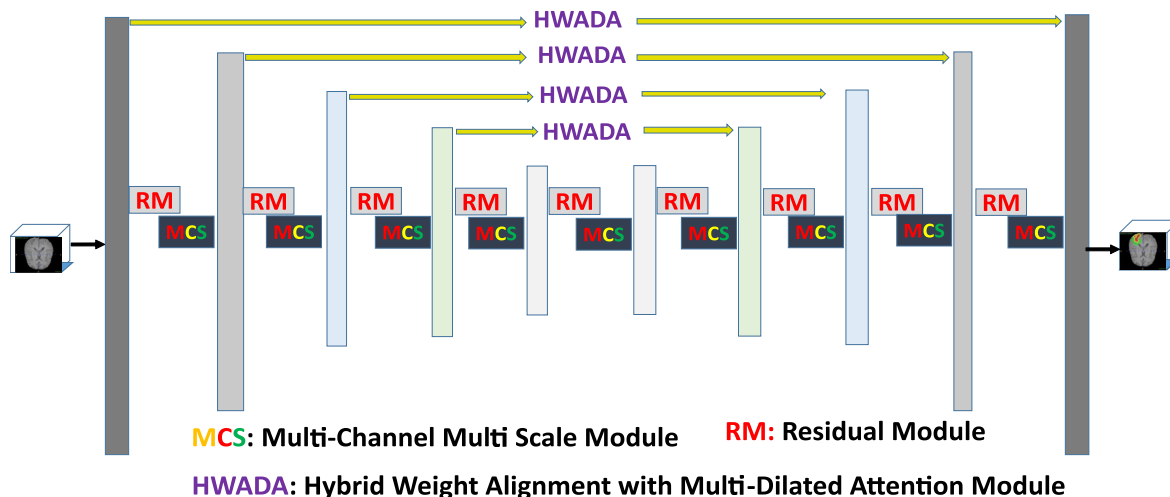 HWADA
HWADA
HWADA
HWADA
RM RM RM RM RM RM RM RM RM
MCS MCS MCS MCS MCS MCS MCS MCS MCS
MCS: Multi-Channel Multi Scale Module
RM: Residual Module
HWADA: Hybrid Weight Alignment with Multi-Dilated Attention Module